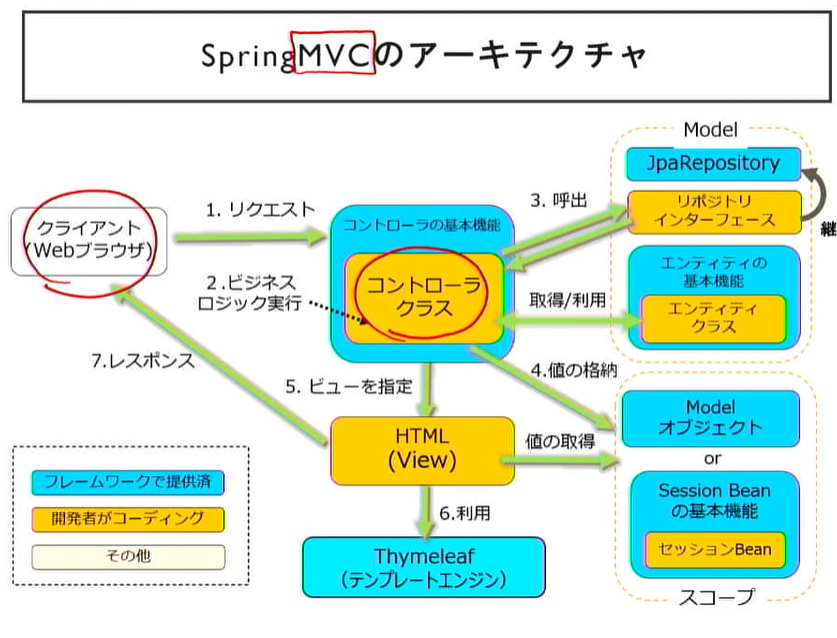 SpringMVCのアーキテクチャ
Model
JpaRepository
リポジトリ
インターフェース
継
エンティティの
基本機能
エンティティ
クラス
クライアント
(Webブラウザ)
1. リクエスト
コントローラの基本機能
コントローラ
クラス
2.ビジネス
ロジック実行
3. 呼出
取得/利用
4.値の格納
5. ビューを指定
7.レスポンス
HTML
(View)
値の取得
Model
オブジェクト
or
Session Bean
の基本機能
セッションBean
スコープ
6.利用
Thymeleaf
(テンプレートエンジン)
フレームワークで提供済
開発者がコーディング
その他